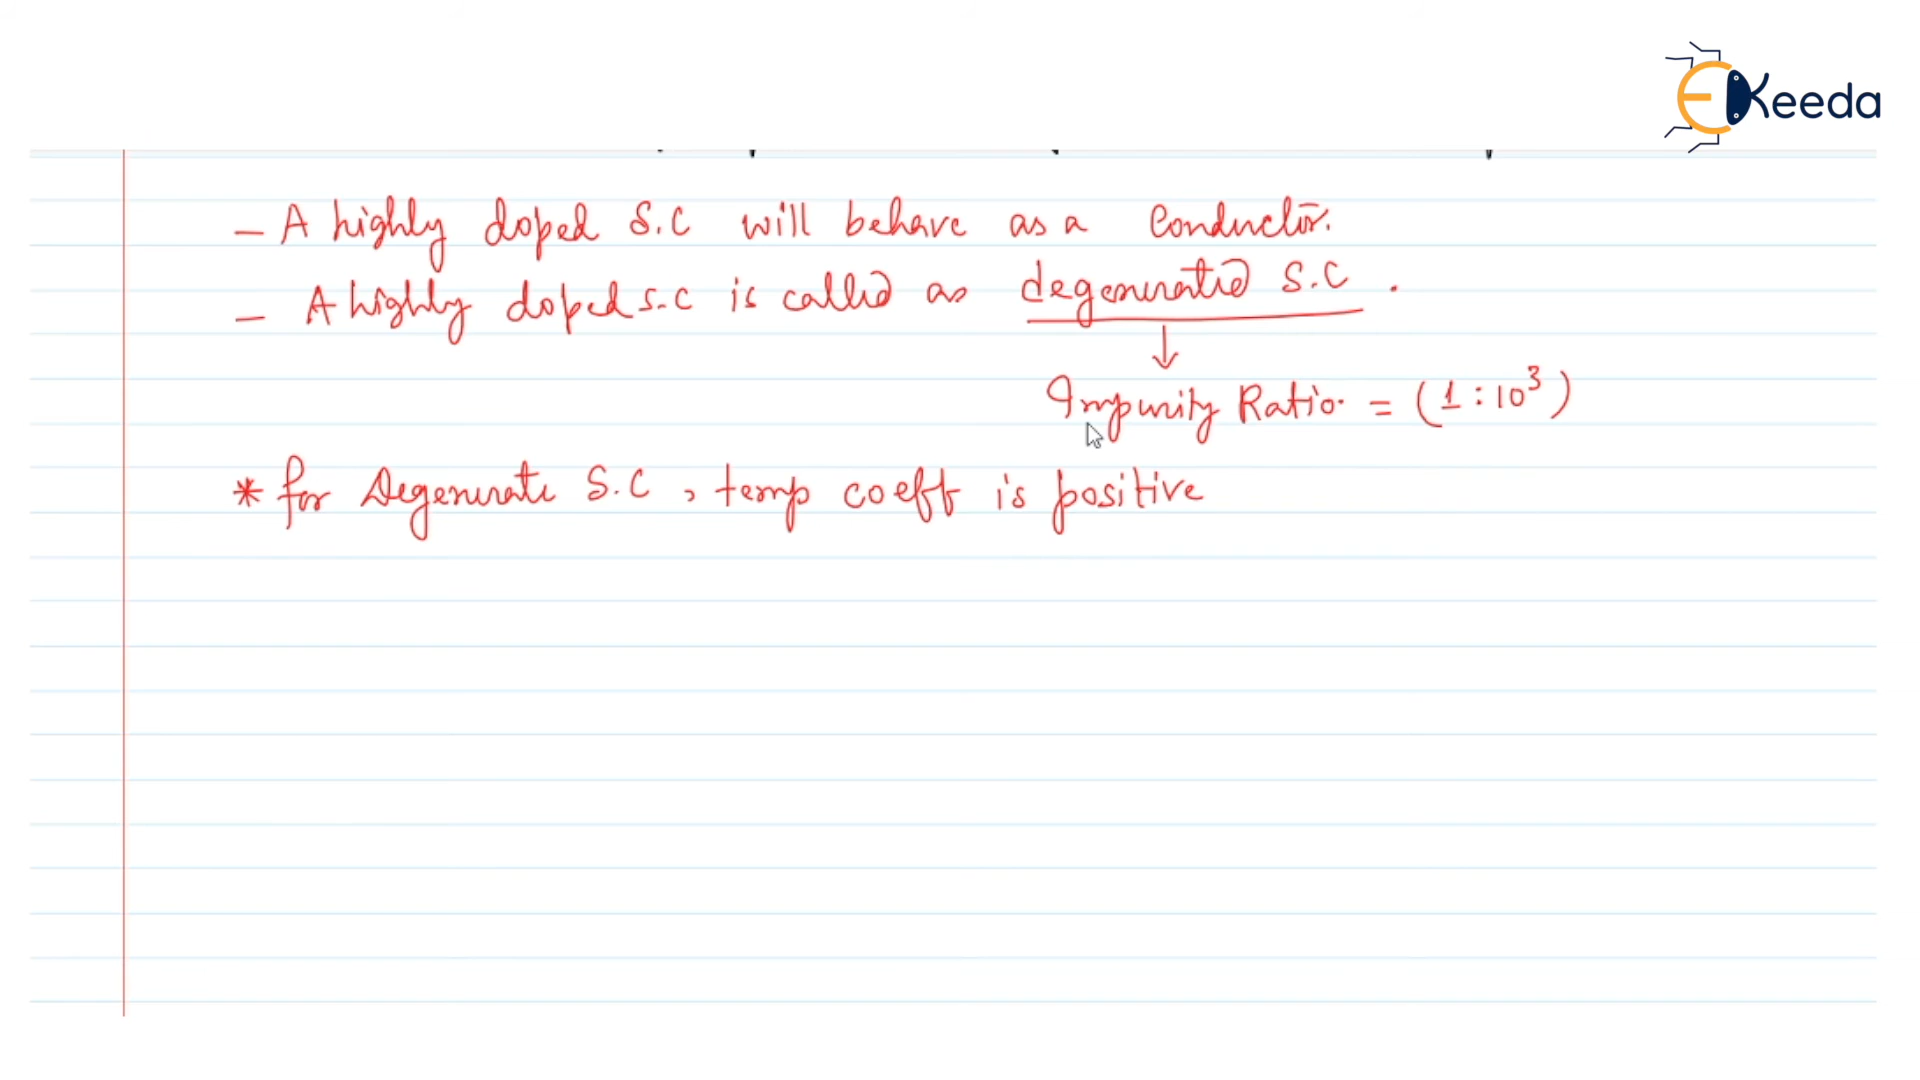 EKeeda
- A highly doped S.C will behave as a Conductor.
- A highly doped s.c is called as degenerated S.C .
↓
Impurity Ratio = (1 : 10³)
* for Degenerate S.C , temp coeff is positive